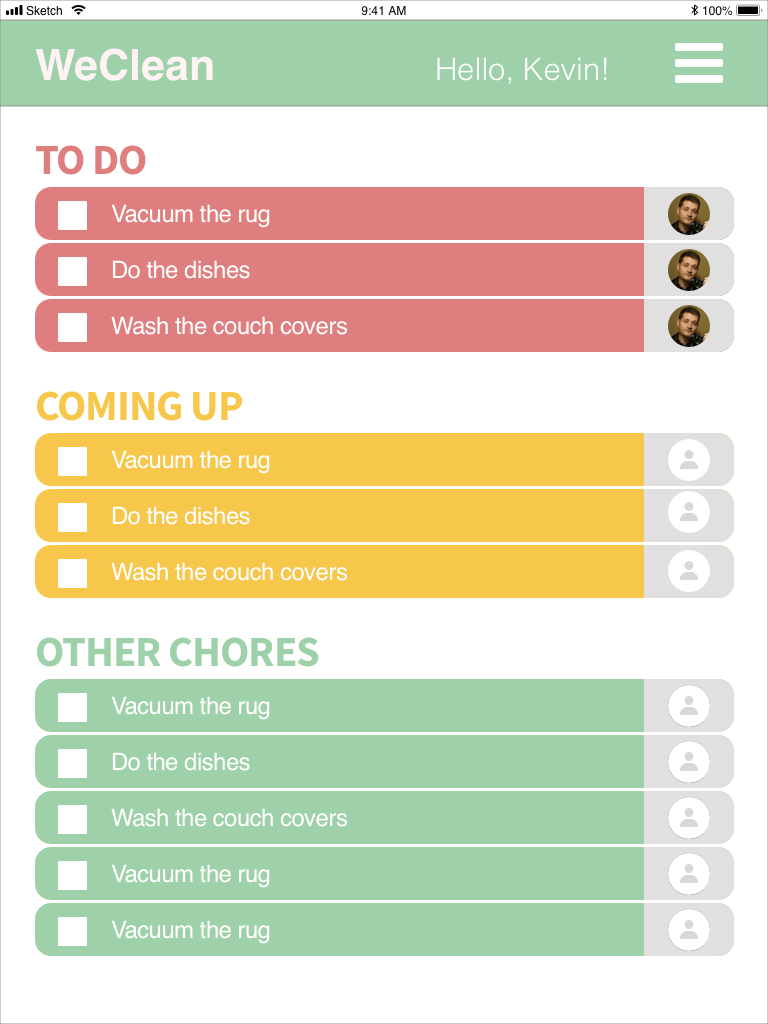 Sketch 9:41 AM 100%
WeClean Hello, Kevin!
TO DO
Vacuum the rug
Do the dishes
Wash the couch covers
COMING UP
Vacuum the rug
Do the dishes
Wash the couch covers
OTHER CHORES
Vacuum the rug
Do the dishes
Wash the couch covers
Vacuum the rug
Vacuum the rug